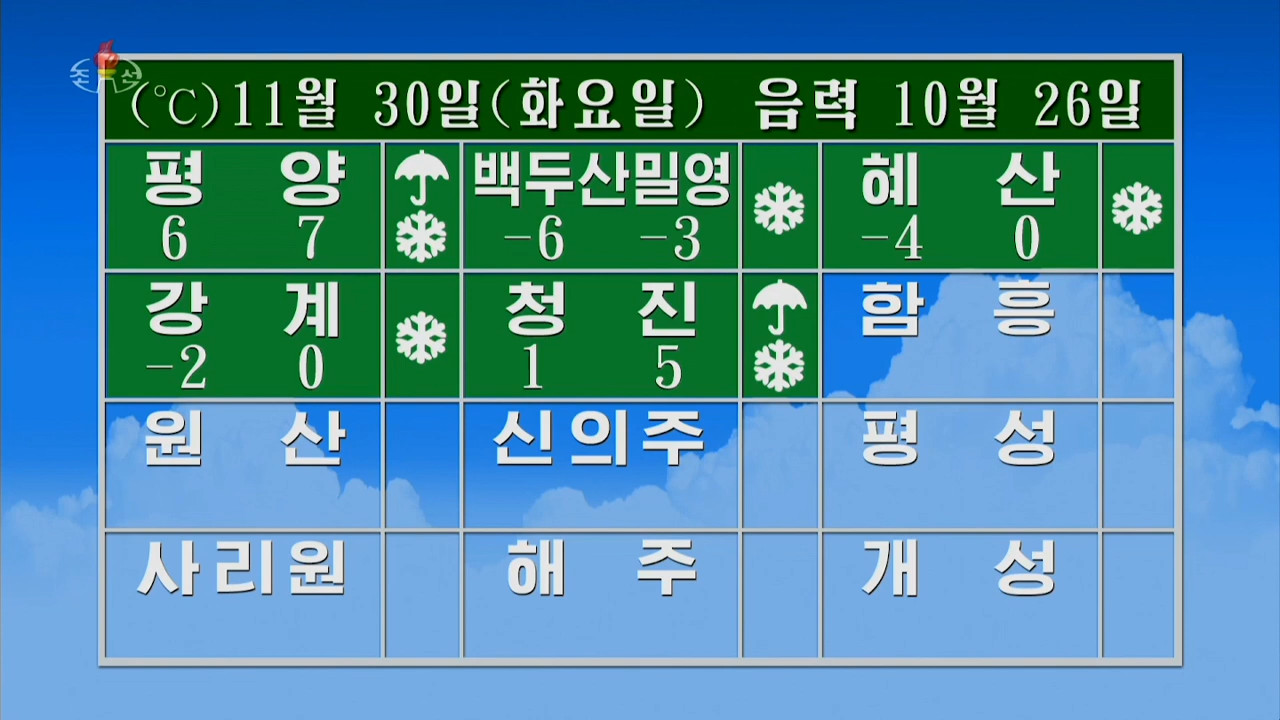 조선
(℃)11월 30일(화요일) 음력 10월 26일
평양 백두산밀영 혜산
6 7 -6 -3 -4 0
강계 청진 함흥
-2 0 1 5
원산 신의주 평성
사리원 해주 개성